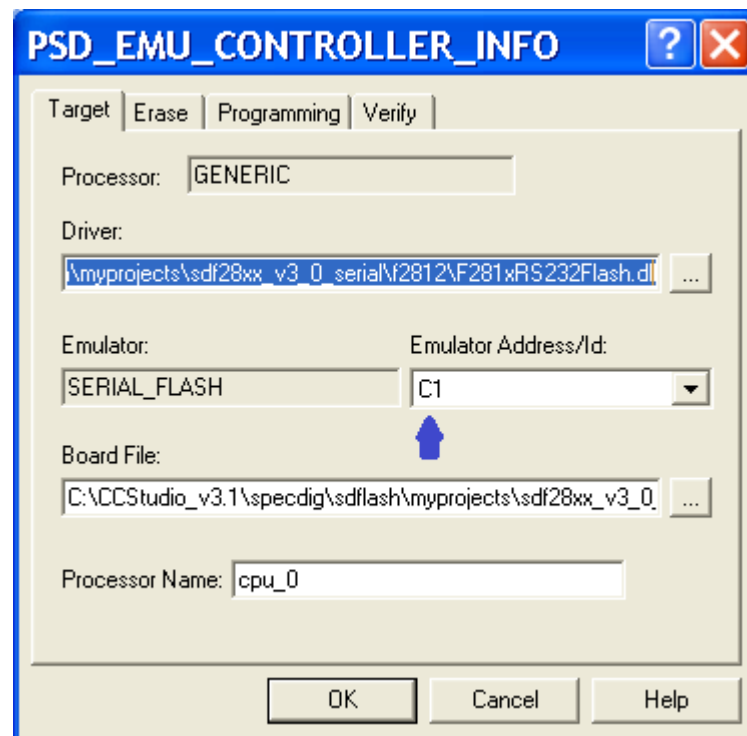 PSD_EMU_CONTROLLER_INFO
Target Erase Programming Verify
Processor: GENERIC
Driver:
\myprojects\sdf28xx_v3_0_serial\f2812\F281xRS232Flash.dl ...
Emulator: Emulator Address/Id:
SERIAL_FLASH C1
Board File:
C:\CCStudio_v3.1\specdig\sdflash\myprojects\sdf28xx_v3_0_ ...
Processor Name: cpu_0
OK Cancel Help